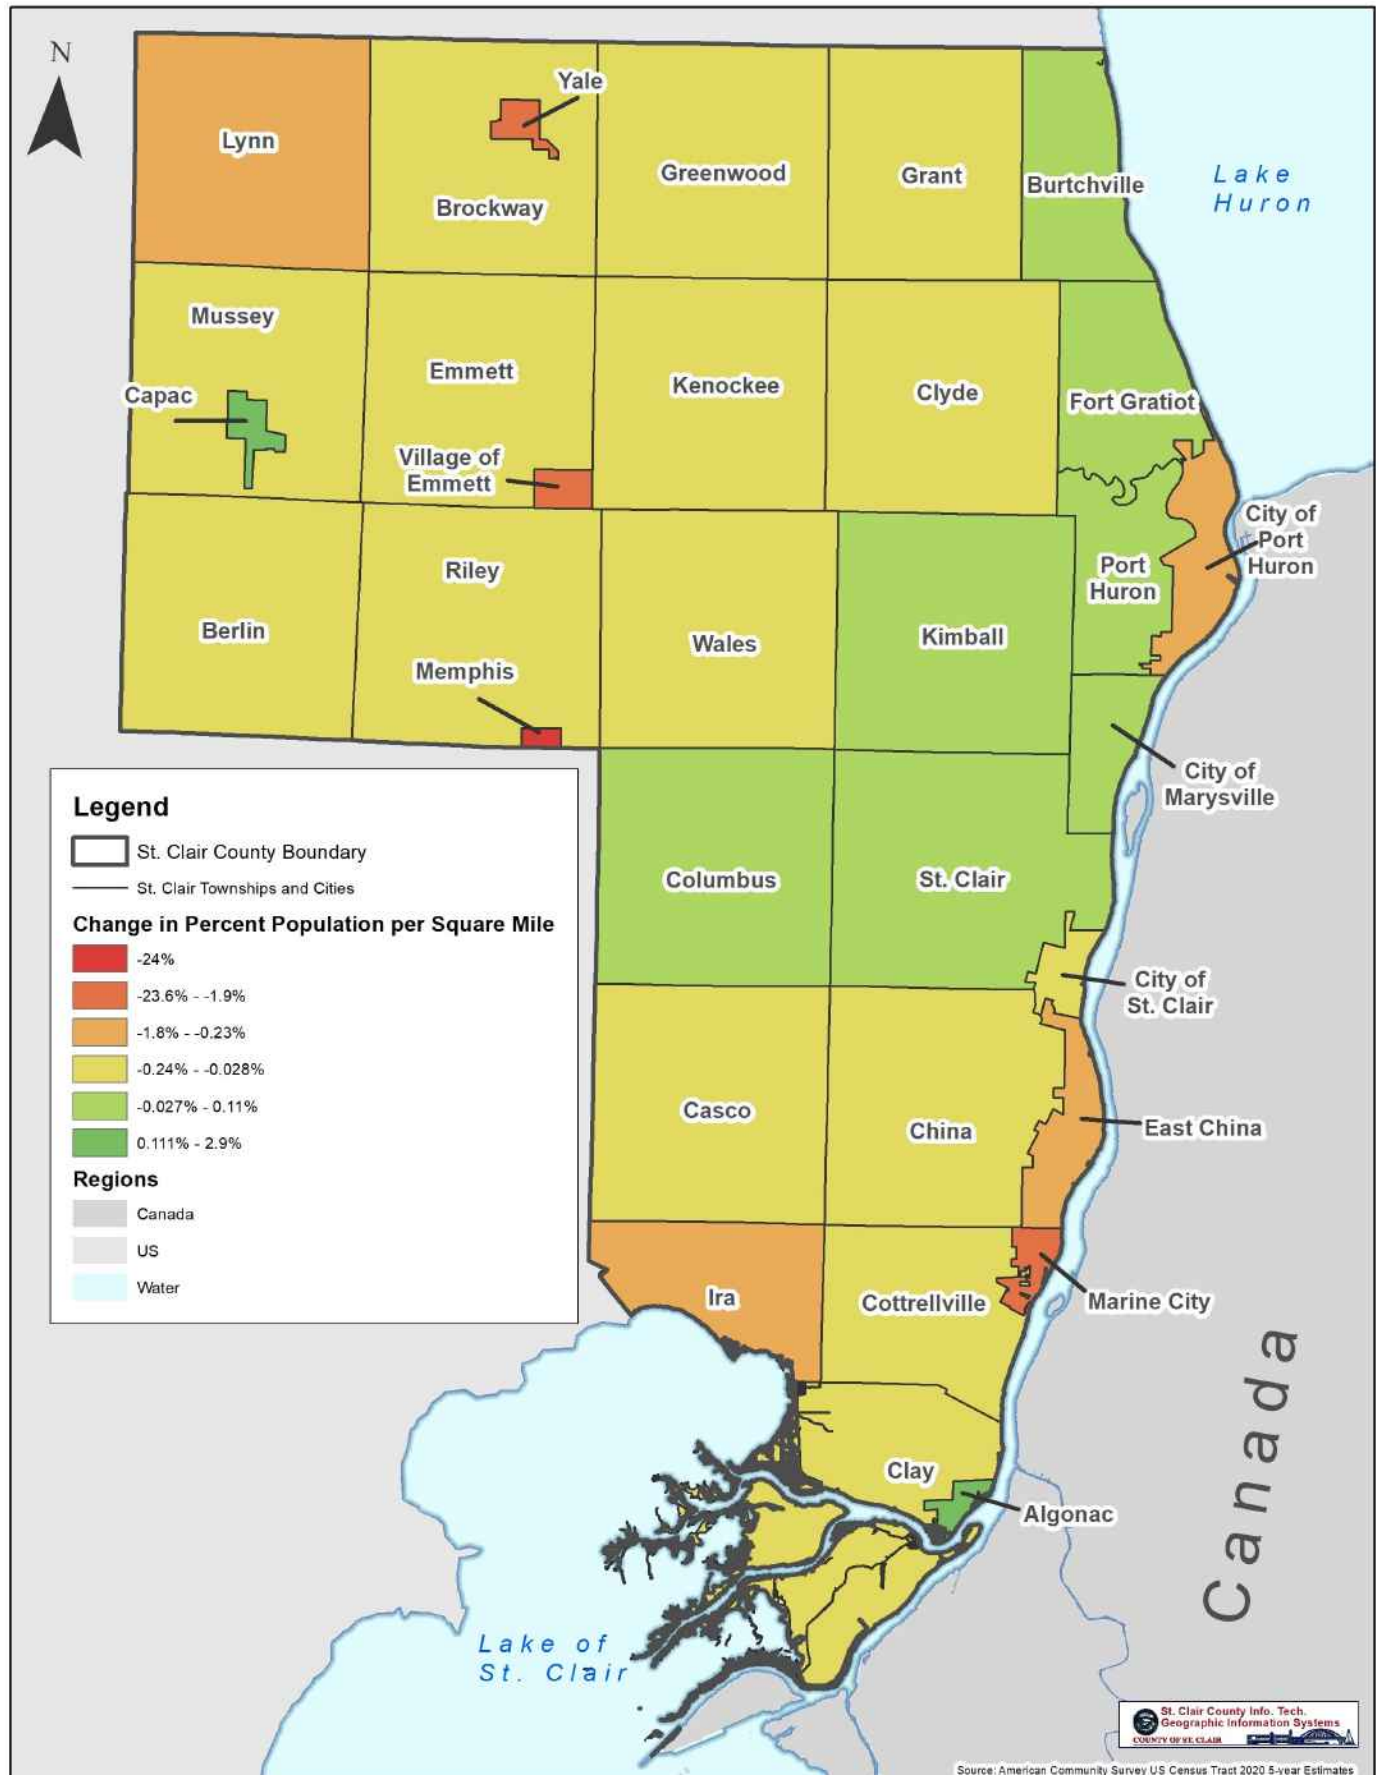 N
Yale
Lynn
Greenwood
Grant
Burtchville
Lake
Huron
Brockway
Mussey
Emmett
Kenockee
Clyde
Capac
Fort Gratiot
Village of
Emmett
City of
Port
Huron
Riley
Port
Huron
Berlin
Wales
Kimball
Memphis
City of
Marysville
Columbus
St. Clair
City of
St. Clair
Casco
China
East China
Ira
Cottrellville
Marine City
Canada
Clay
Algonac
Lake of
St. Clair
Legend
St. Clair County Boundary
St. Clair Townships and Cities
Change in Percent Population per Square Mile
-24%
-23.6% - -1.9%
-1.8% - -0.23%
-0.24% - -0.028%
-0.027% - 0.11%
0.111% - 2.9%
Regions
Canada
US
Water
St. Clair County Info. Tech.
Geographic Information Systems
COUNTY OF ST. CLAIR
Source: American Community Survey US Census Tract 2020 5-year Estimates